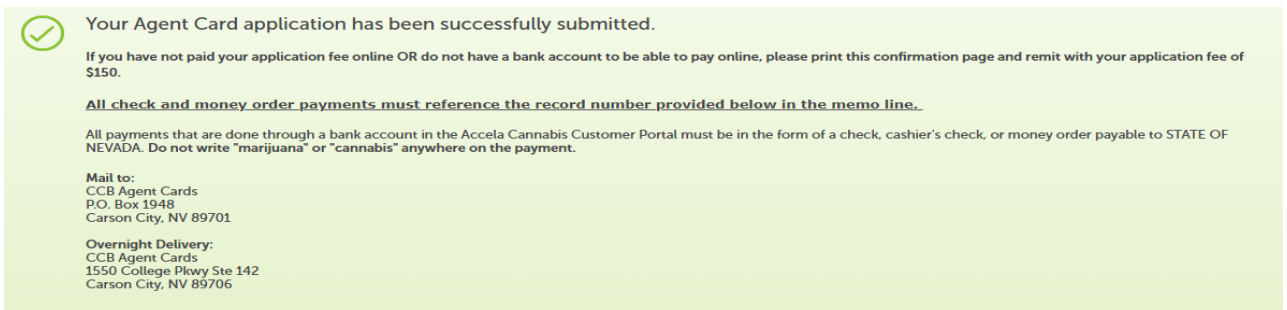 Your Agent Card application has been successfully submitted.
If you have not paid your application fee online OR do not have a bank account to be able to pay online, please print this confirmation page and remit with your application fee of
$150.
All check and money order payments must reference the record number provided below in the memo line.
All payments that are done through a bank account in the Accela Cannabis Customer Portal must be in the form of a check, cashier's check, or money order payable to STATE OF
NEVADA. Do not write "marijuana" or "cannabis" anywhere on the payment.
Mail to:
CCB Agent Cards
P.O. Box 1948
Carson City, NV 89701
Overnight Delivery:
CCB Agent Cards
1550 College Pkwy Ste 142
Carson City, NV 89706